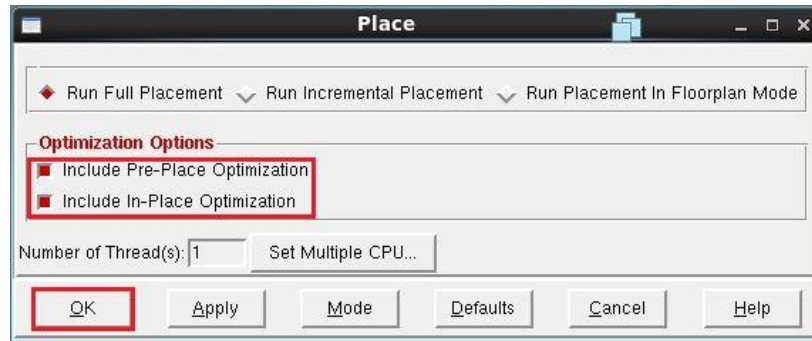 Place
Run Full Placement Run Incremental Placement Run Placement In Floorplan Mode
Optimization Options
Include Pre-Place Optimization
Include In-Place Optimization
Number of Thread(s): 1 Set Multiple CPU...
OK Apply Mode Defaults Cancel Help